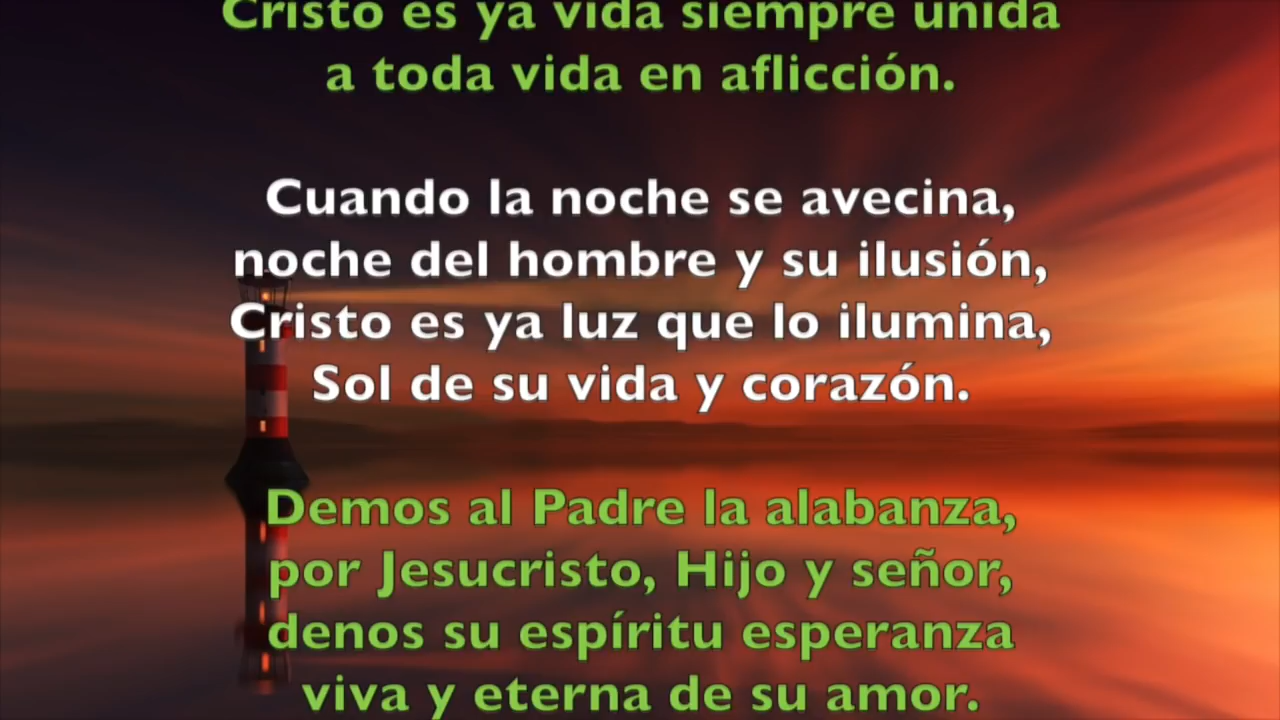 Cristo es ya vida siempre unida
a toda vida en aflicción.
Cuando la noche se avecina,
noche del hombre y su ilusión,
Cristo es ya luz que lo ilumina,
Sol de su vida y corazón.
Demos al Padre la alabanza,
por Jesucristo, Hijo y señor,
denos su espíritu esperanza
viva y eterna de su amor.